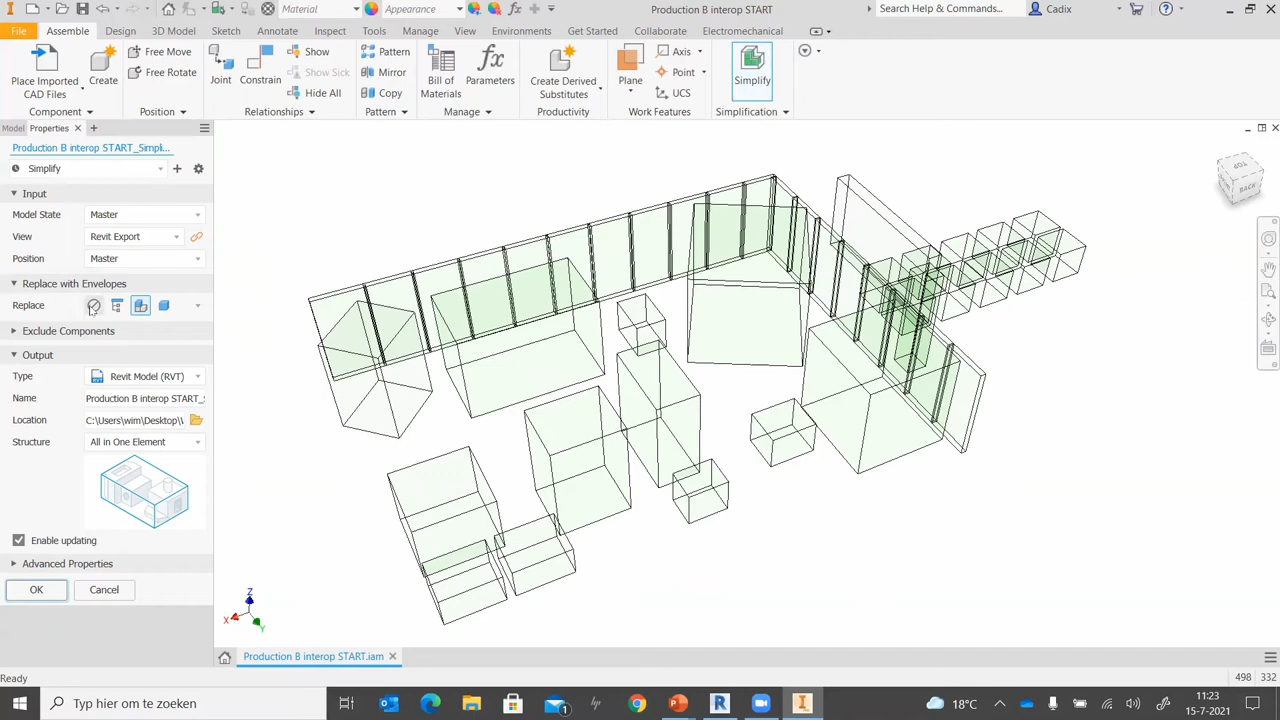 Material
Appearance
Production B interop START
Search Help & Commands...
Cadix
File
Assemble
Design
3D Model
Sketch
Annotate
Inspect
Tools
Manage
View
Environments
Get Started
Collaborate
Electromechanical
Place Imported
CAD Files
Create
Free Move
Free Rotate
Joint
Constrain
Show
Show Sick
Hide All
Pattern
Mirror
Copy
Bill of
Materials
Parameters
Create Derived
Substitutes
Plane
Axis
Point
UCS
Simplify
Component
Position
Relationships
Pattern
Manage
Productivity
Work Features
Simplification
Model
Properties
Production B interop START_Simpli...
Simplify
Input
Model State
Master
View
Revit Export
Position
Master
Replace with Envelopes
Replace
Exclude Components
Output
Type
Revit Model (RVT)
Name
Production B interop START_S
Location
C:\Users\wim\Desktop\\
Structure
All in One Element
Enable updating
Advanced Properties
OK
Cancel
TOP
BACK
Z
X
Y
Production B interop START.iam
Ready
498
332
Typ hier om te zoeken
1
18°C
11:23
15-7-2021